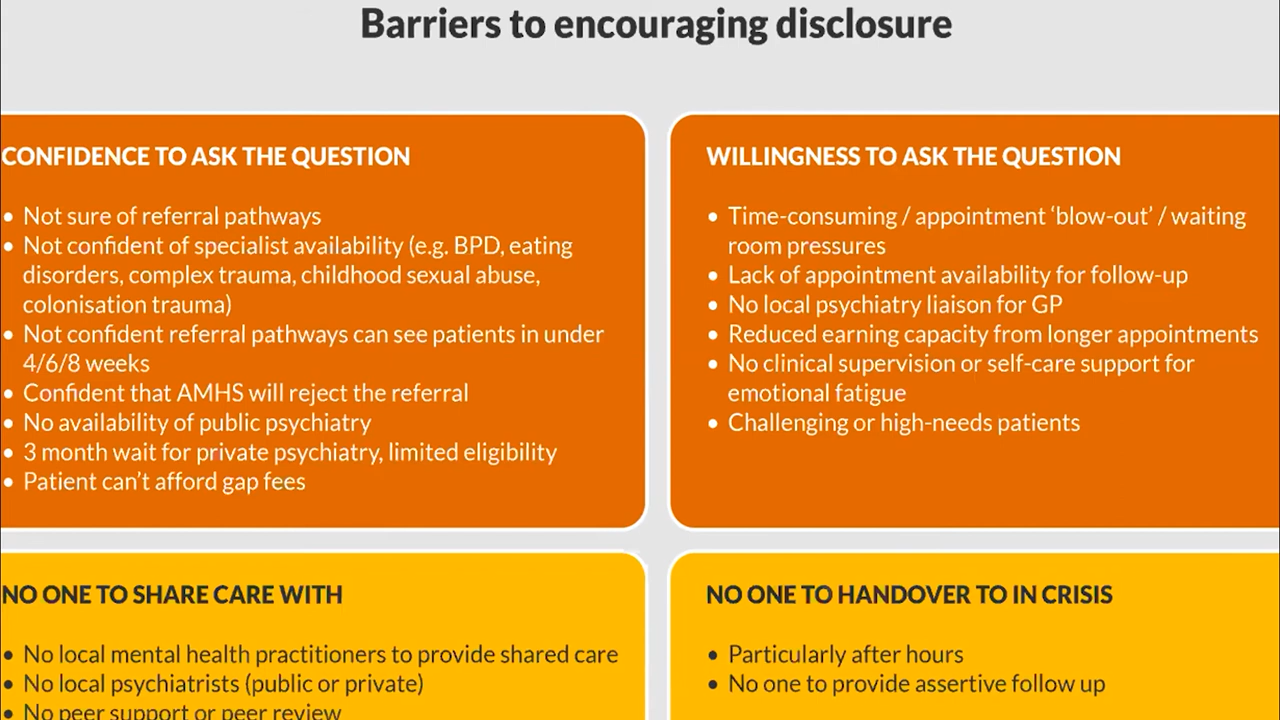 Barriers to encouraging disclosure
CONFIDENCE TO ASK THE QUESTION
• Not sure of referral pathways
• Not confident of specialist availability (e.g. BPD, eating
disorders, complex trauma, childhood sexual abuse,
colonisation trauma)
• Not confident referral pathways can see patients in under
4/6/8 weeks
• Confident that AMHS will reject the referral
• No availability of public psychiatry
• 3 month wait for private psychiatry, limited eligibility
• Patient can’t afford gap fees
WILLINGNESS TO ASK THE QUESTION
• Time-consuming / appointment ‘blow-out’ / waiting
room pressures
• Lack of appointment availability for follow-up
• No local psychiatry liaison for GP
• Reduced earning capacity from longer appointments
• No clinical supervision or self-care support for
emotional fatigue
• Challenging or high-needs patients
NO ONE TO SHARE CARE WITH
• No local mental health practitioners to provide shared care
• No local psychiatrists (public or private)
• No peer support or peer review
NO ONE TO HANDOVER TO IN CRISIS
• Particularly after hours
• No one to provide assertive follow up